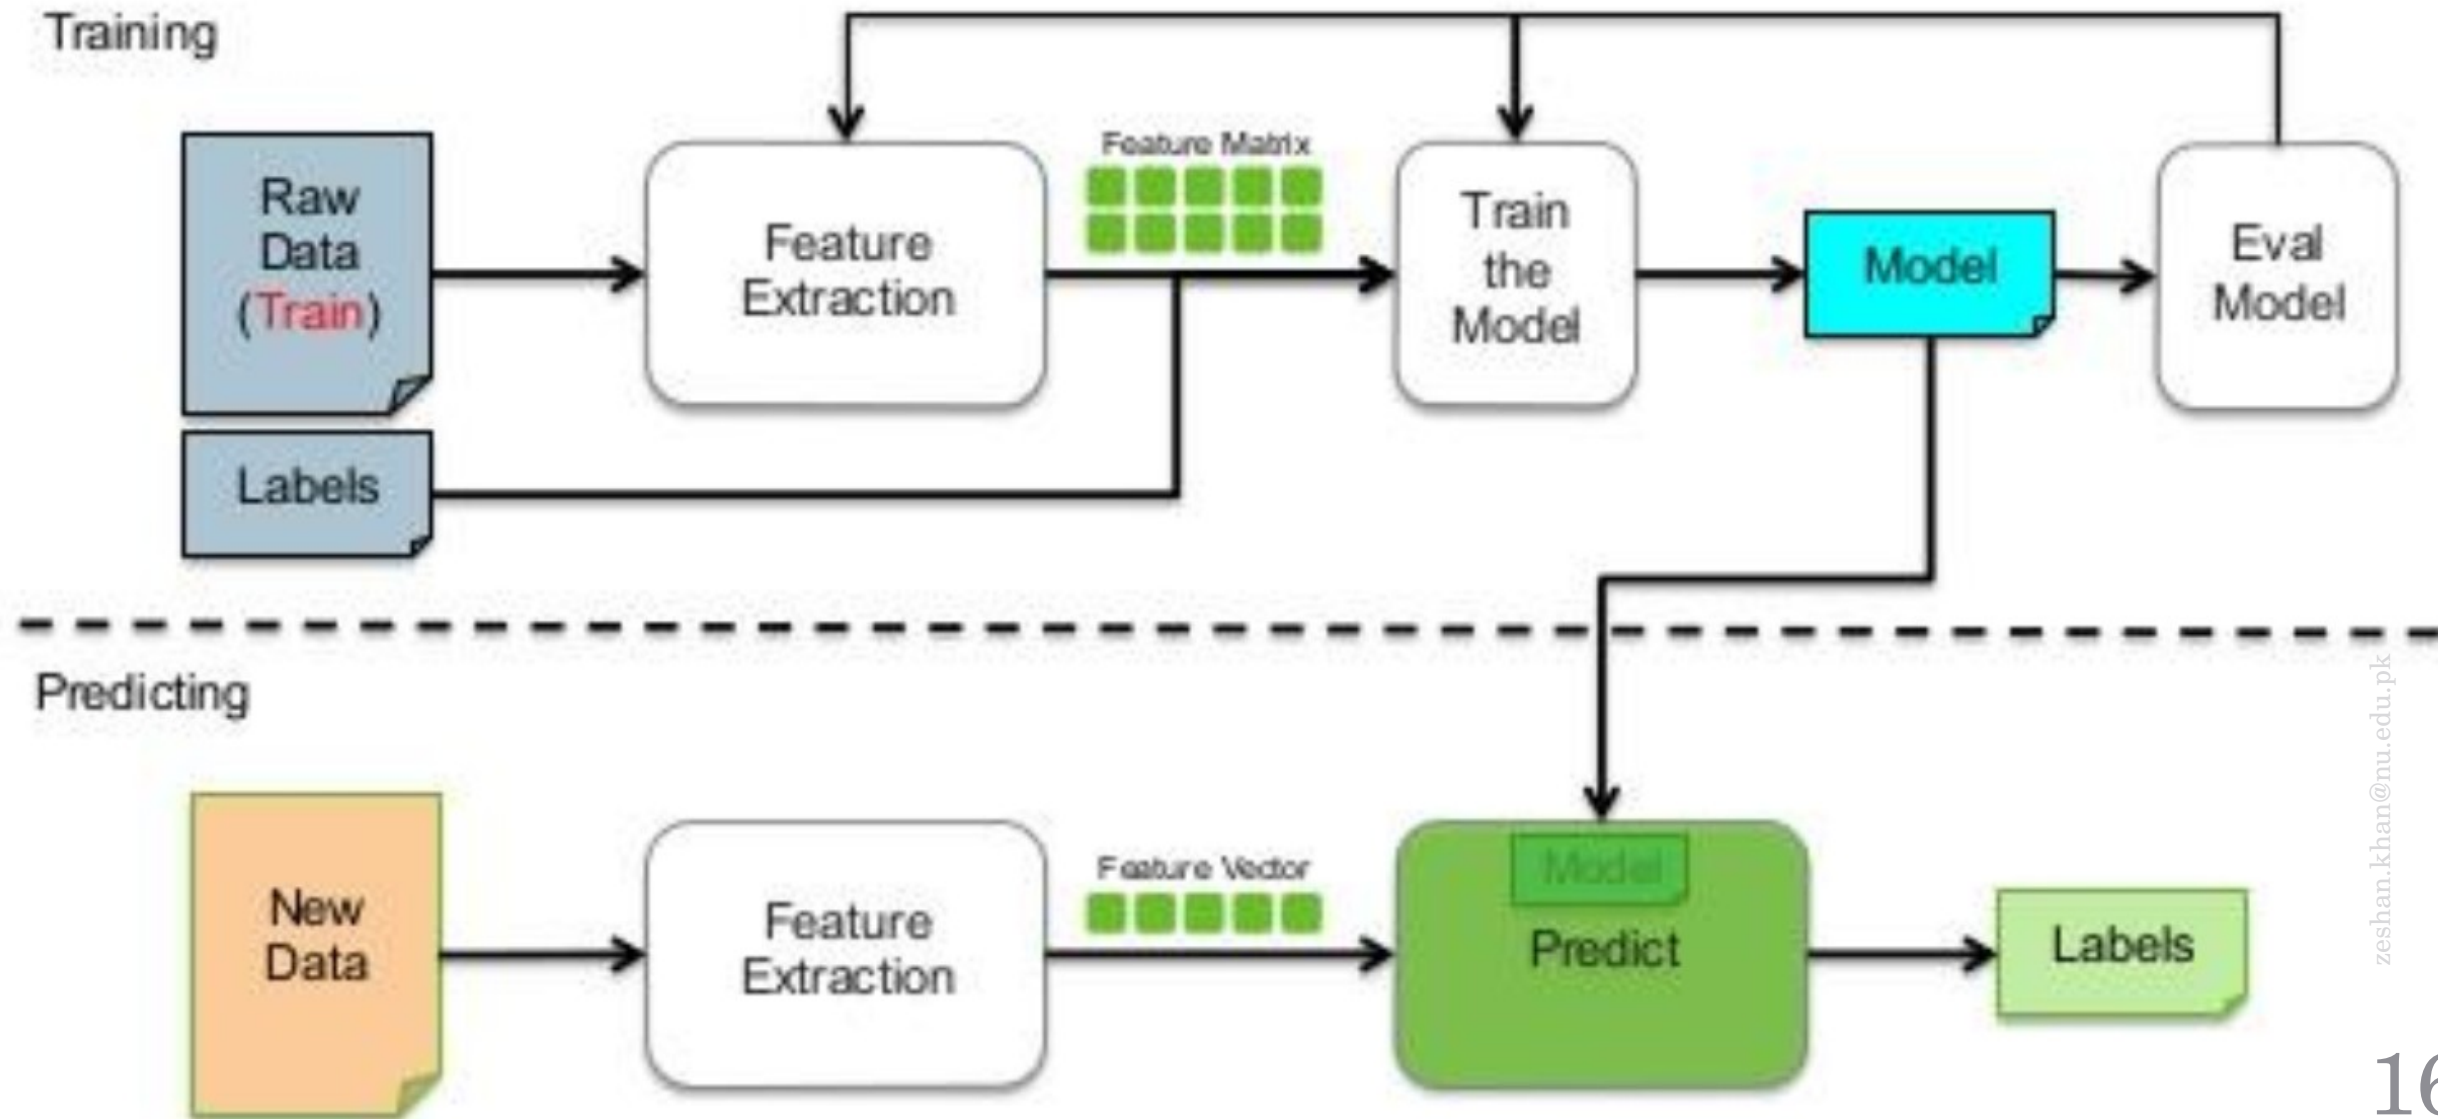 Training
Raw
Data
(Train)
Labels
Feature
Extraction
Feature Matrix
Train
the
Model
Model
Eval
Model
Predicting
New
Data
Feature
Extraction
Feature Vector
Model
Predict
Labels
zeshan.khan@nu.edu.pk
16